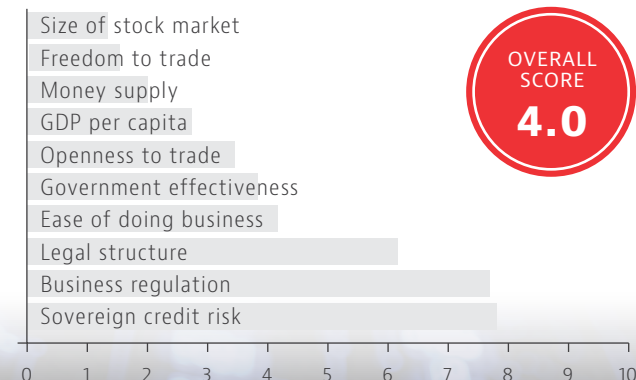 Size of stock market
Freedom to trade
Money supply
GDP per capita
Openness to trade
Government effectiveness
Ease of doing business
Legal structure
Business regulation
Sovereign credit risk
0 1 2 3 4 5 6 7 8 9 10
OVERALL
SCORE
4.0